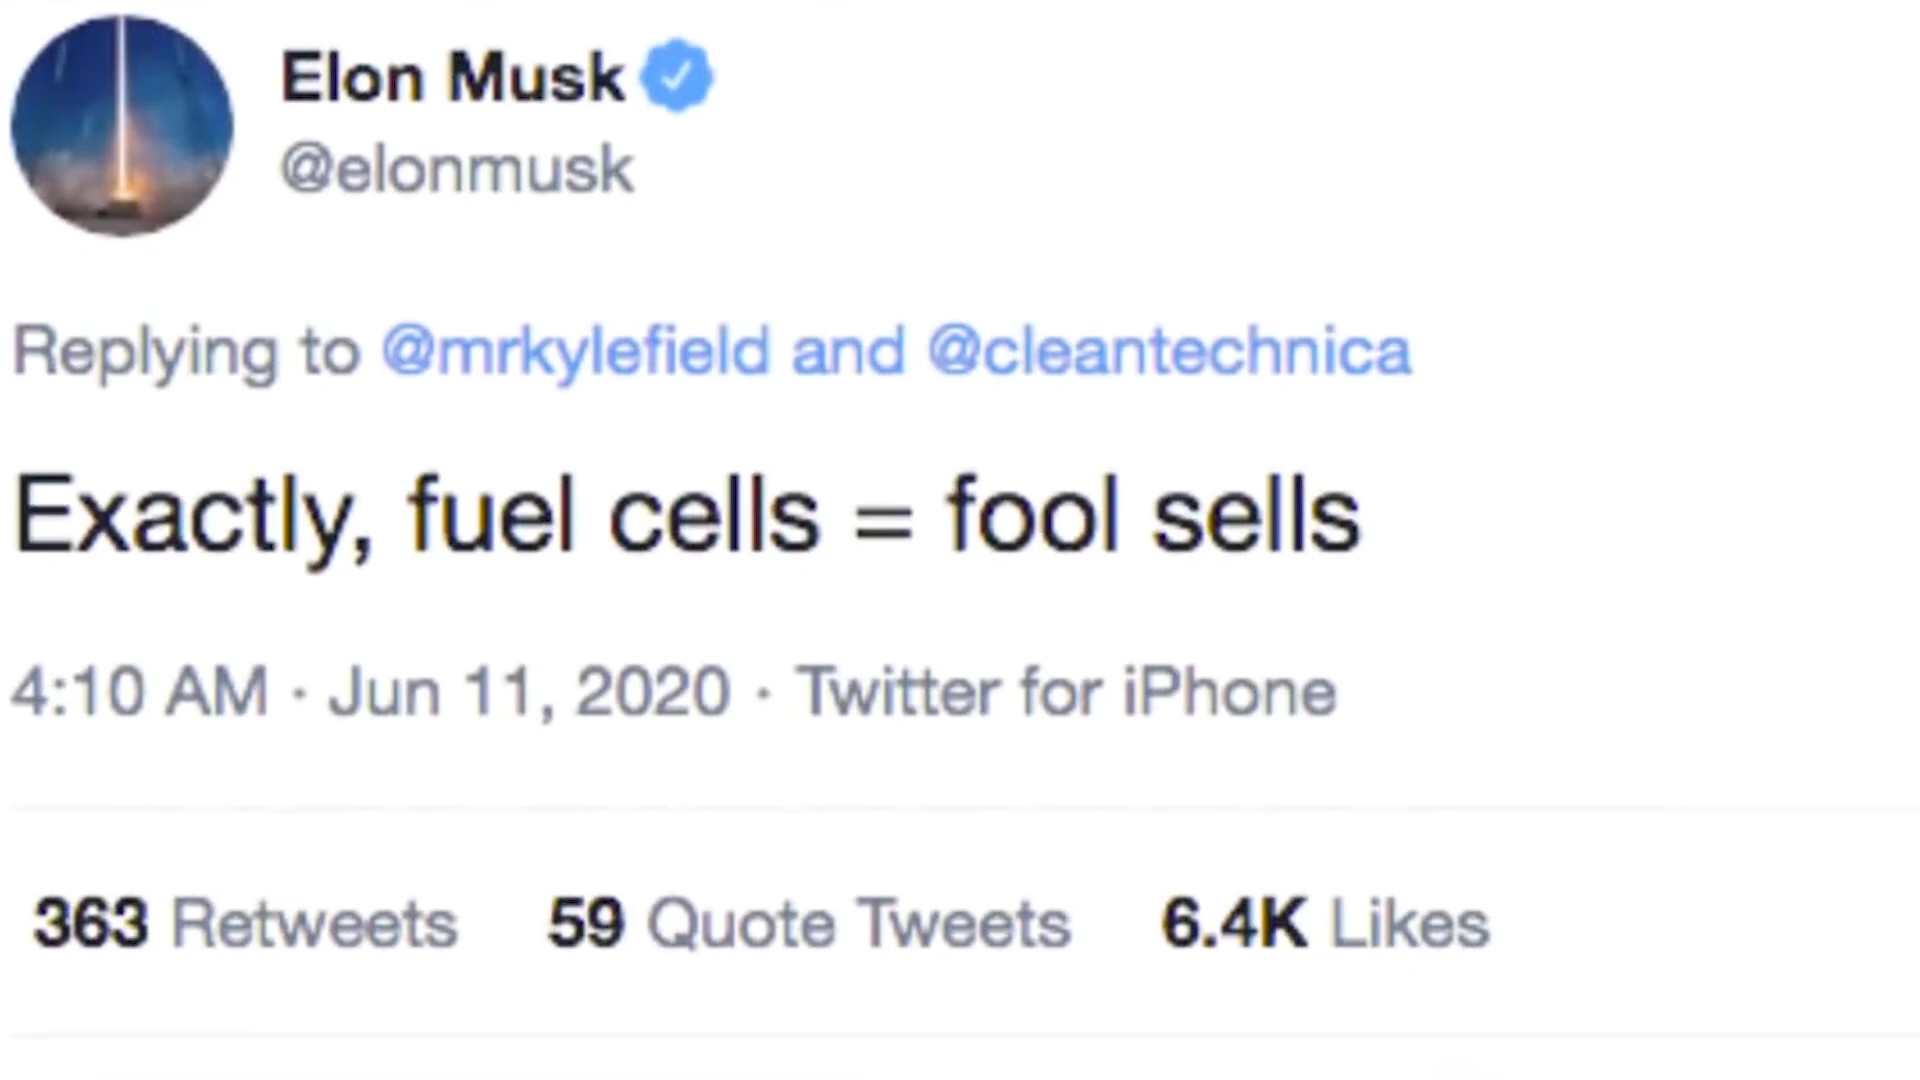 Elon Musk
@elonmusk
Replying to @mrkylefield and @cleantechnica
Exactly, fuel cells = fool sells
4:10 AM · Jun 11, 2020 · Twitter for iPhone
363 Retweets 59 Quote Tweets 6.4K Likes